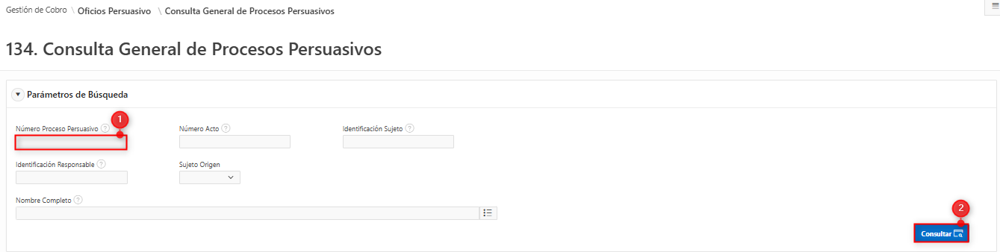 Gestión de Cobro \ Oficios Persuasivo \ Consulta General de Procesos Persuasivos
134. Consulta General de Procesos Persuasivos
Parámetros de Búsqueda
1
Número Proceso Persuasivo ? Número Acto ? Identificación Sujeto ?
Identificación Responsable ? Sujeto Origen
Nombre Completo ?
2
Consultar